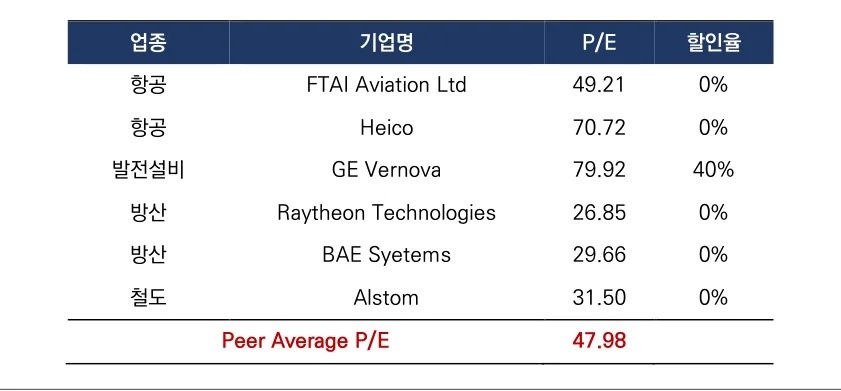 업종 기업명 P/E 할인율
항공 FTAI Aviation Ltd 49.21 0%
항공 Heico 70.72 0%
발전설비 GE Vernova 79.92 40%
방산 Raytheon Technologies 26.85 0%
방산 BAE Syetems 29.66 0%
철도 Alstom 31.50 0%
Peer Average P/E 47.98